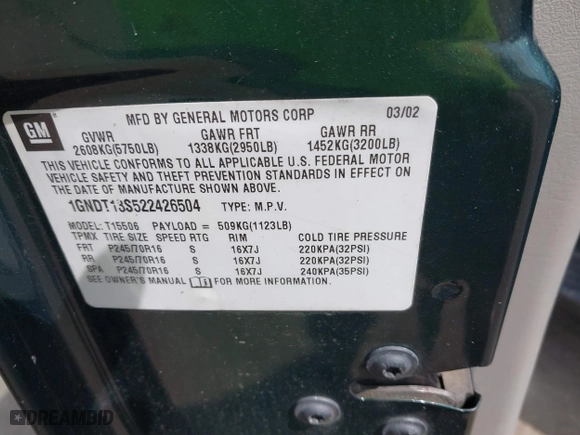 GM
MFD BY GENERAL MOTORS CORP 03/02
GVWR GAWR FRT GAWR RR
2608KG(5750LB) 1338KG(2950LB) 1452KG(3200LB)
THIS VEHICLE CONFORMS TO ALL APPLICABLE U.S. FEDERAL MOTOR
VEHICLE SAFETY AND THEFT PREVENTION STANDARDS IN EFFECT ON
THE DATE OF MANUFACTURE SHOWN ABOVE.
1GNDT13S522426504 TYPE: M.P.V.
MODEL: T15506 PAYLOAD = 509KG(1123LB)
TPMX TIRE SIZE SPEED RTG RIM COLD TIRE PRESSURE
FRT P245/70R16 S 16X7J 220KPA(32PSI)
RR P245/70R16 S 16X7J 220KPA(32PSI)
SPA P245/70R16 S 16X7J 240KPA(35PSI)
SEE OWNER'S MANUAL FOR MORE INFORMATION.
DREAMBID